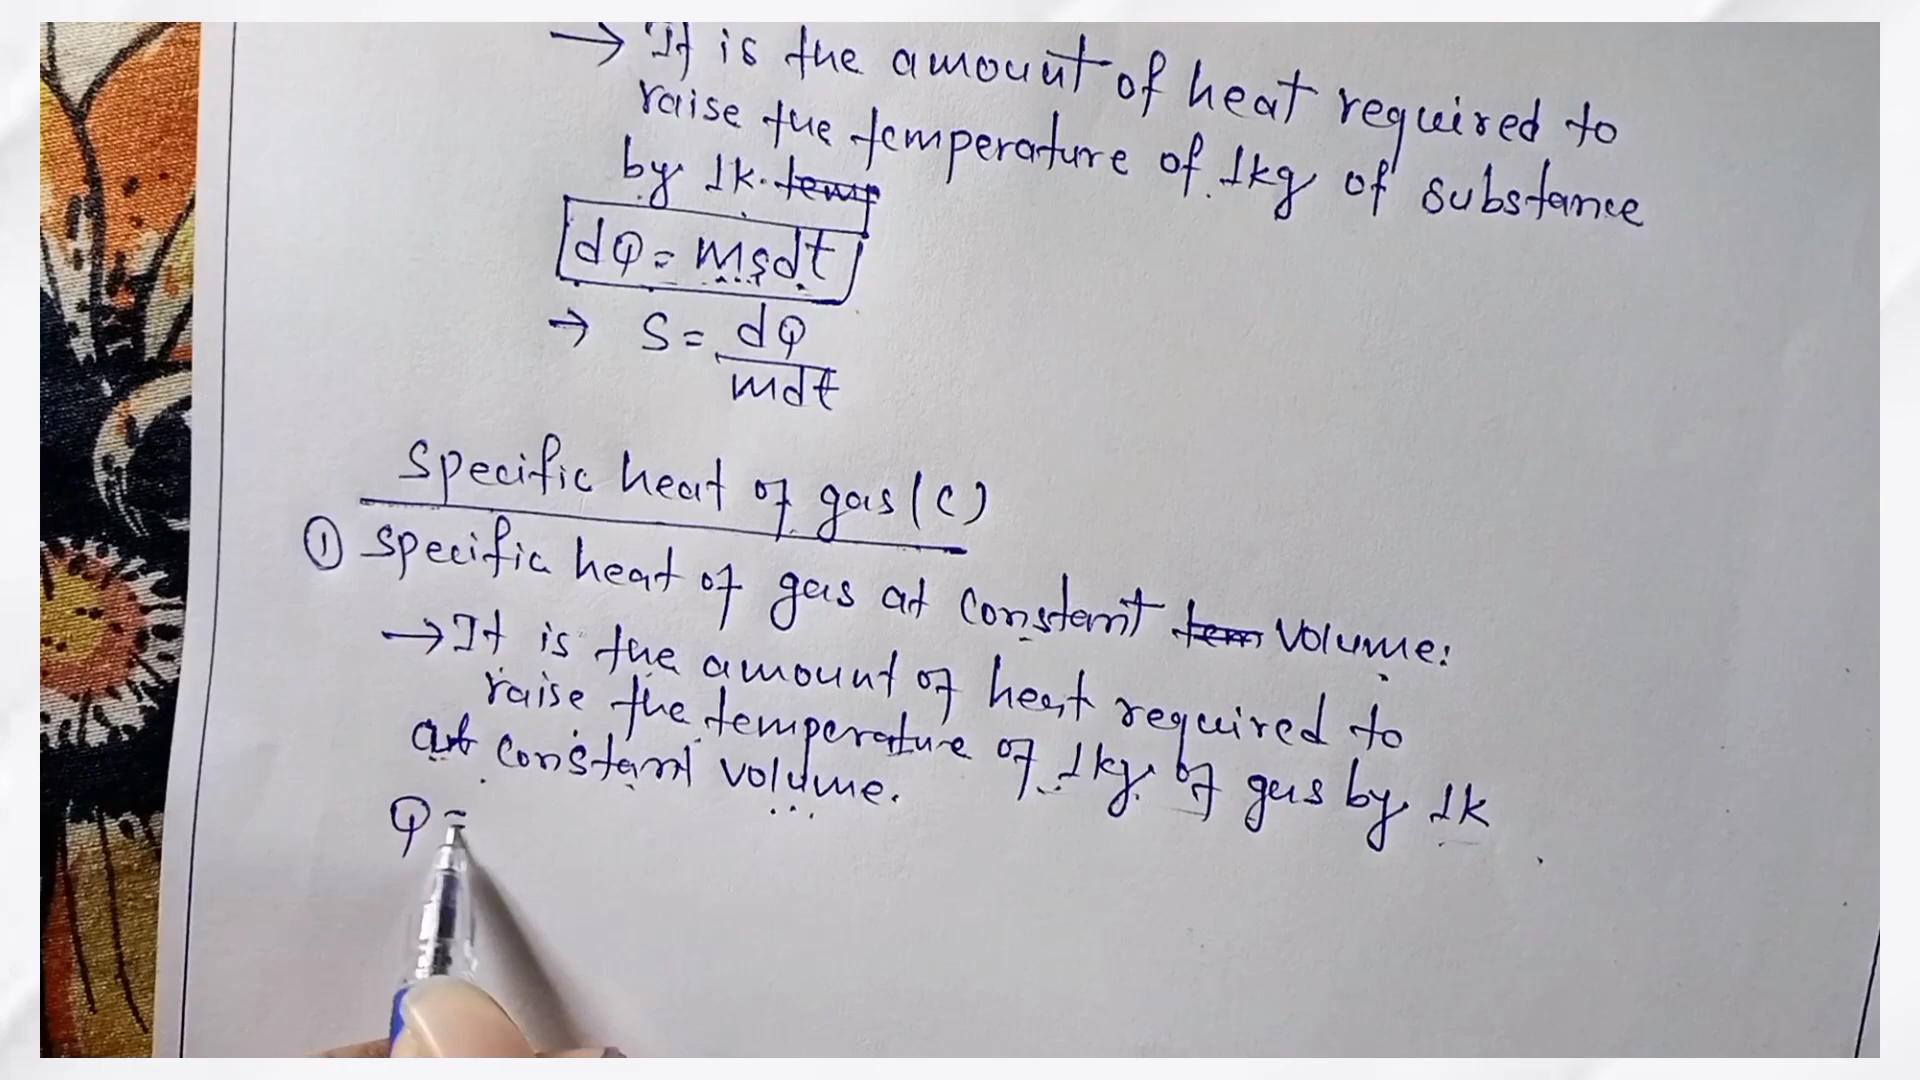 → It is the amount of heat required to
raise the temperature of 1kg of substance
by 1k. temp
dQ = msdt
→ S = dQ
mdt
Specific heat of gas (C)
① Specific heat of gas at constant tem volume:
→ It is the amount of heat required to
raise the temperature of 1kg of gas by 1k
at constant volume.
Q =